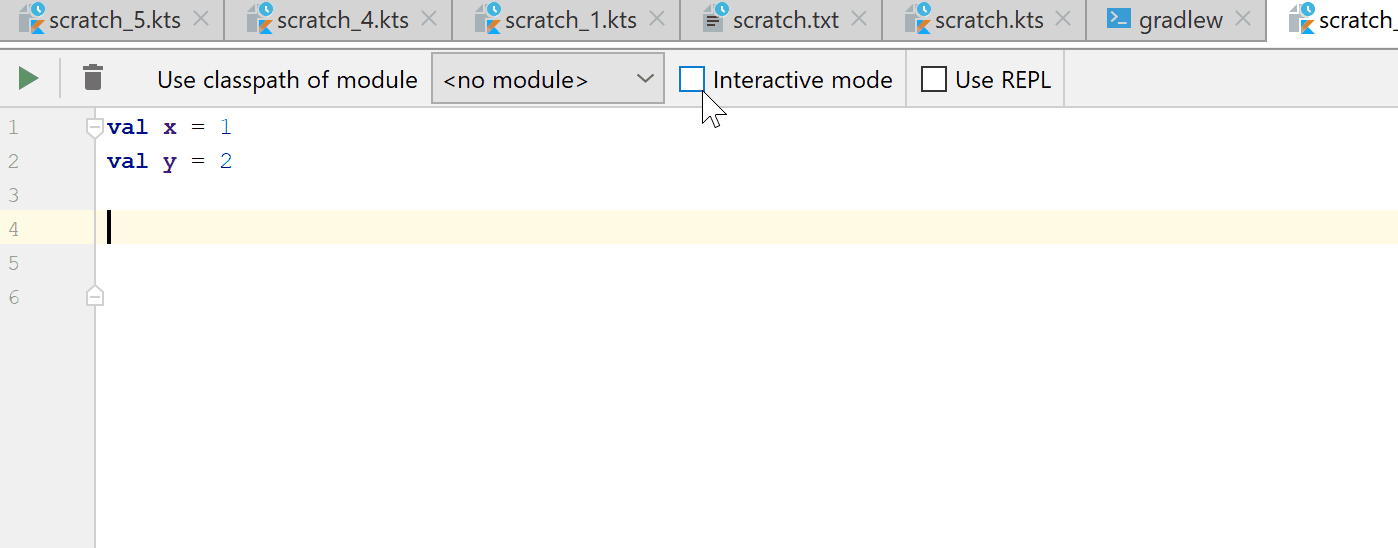 scratch_5.kts scratch_4.kts scratch_1.kts scratch.txt scratch.kts gradlew scratch_
Use classpath of module <no module> Interactive mode Use REPL
1 val x = 1
2 val y = 2
3
4
5
6